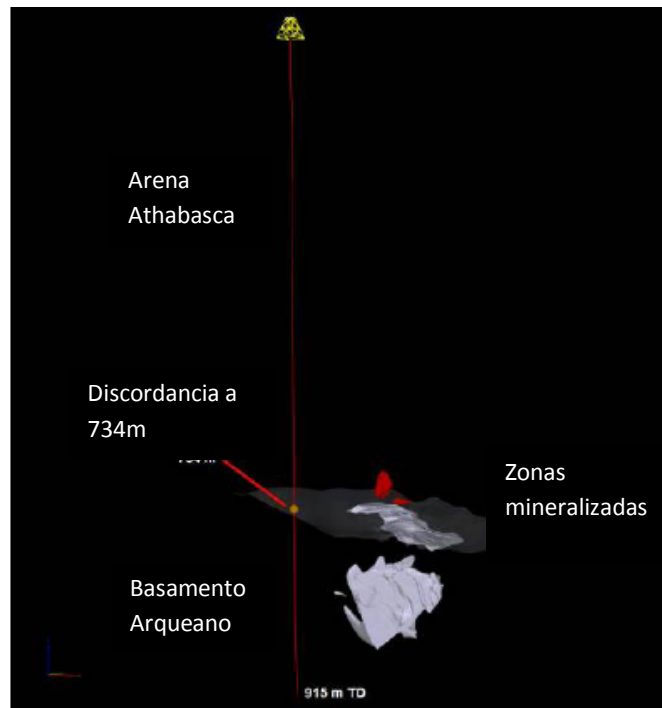 Arena
Athabasca
Discordancia a
734m
Zonas
mineralizadas
Basamento
Arqueano
915 m TD